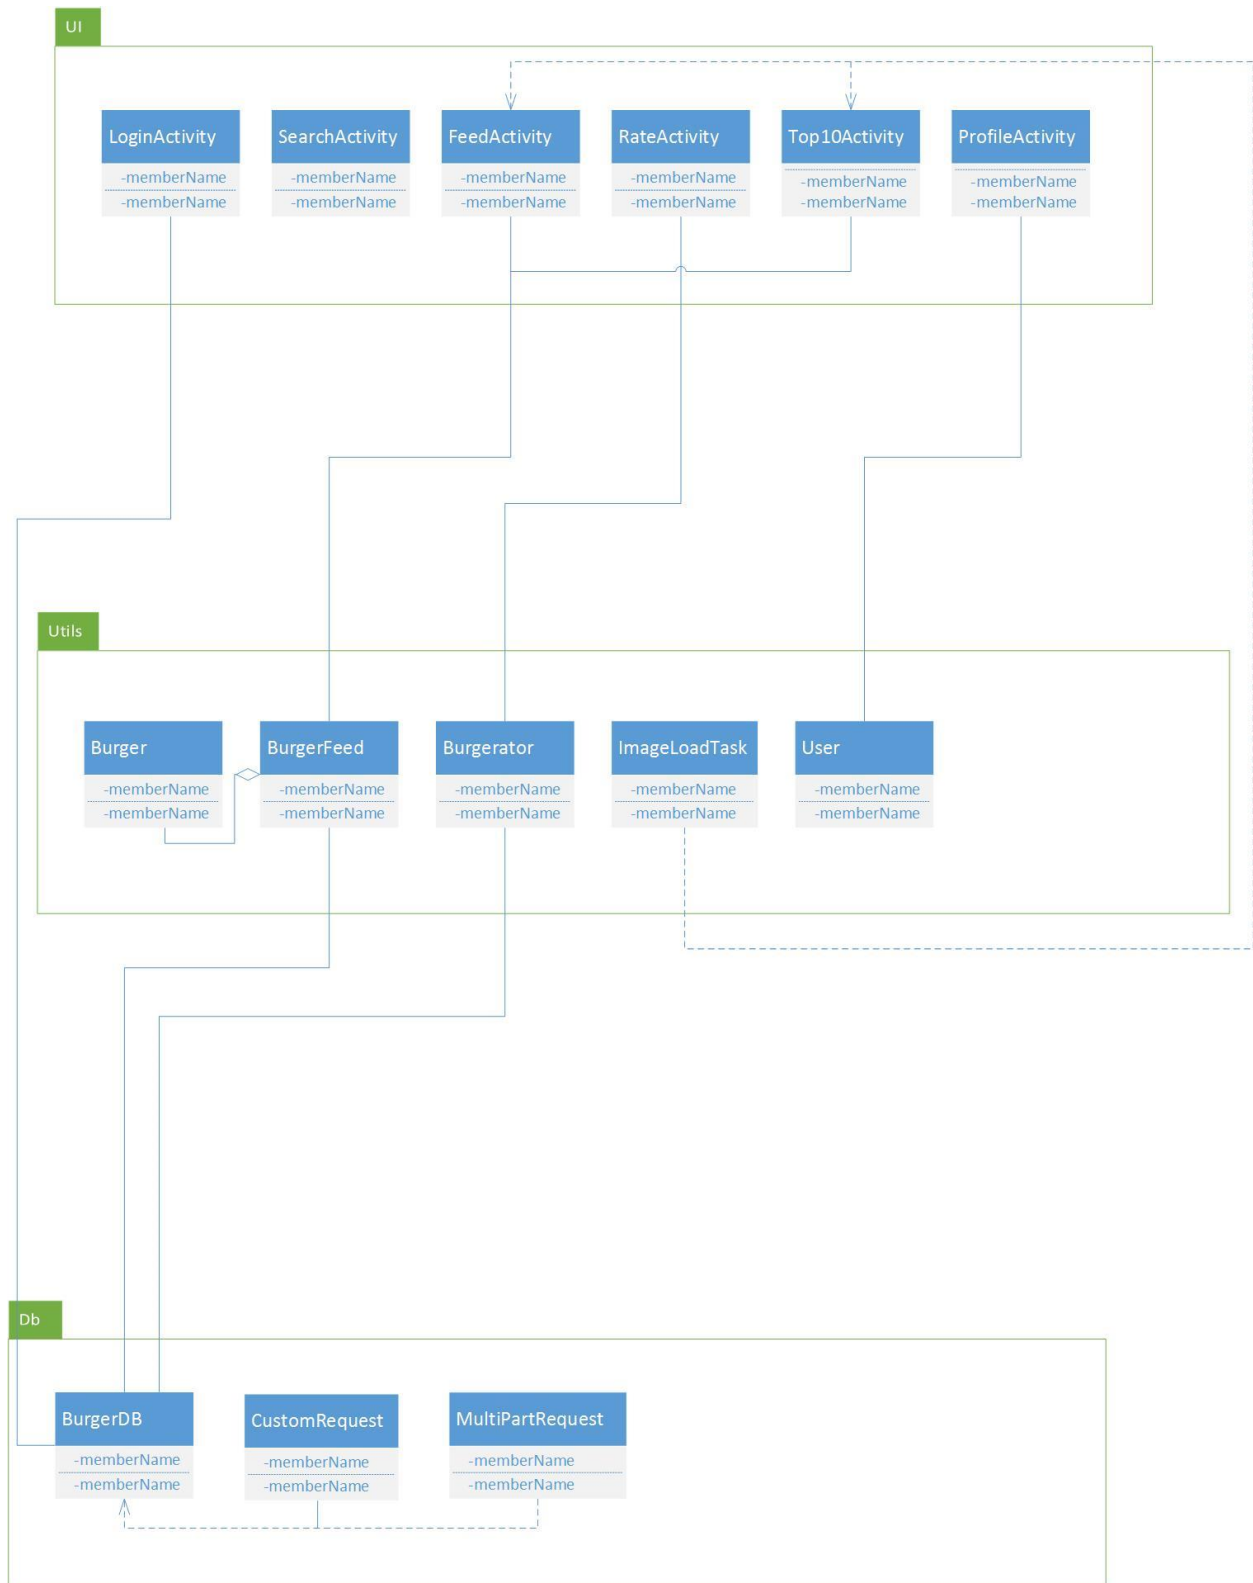 UI
LoginActivity
-memberName
-memberName
SearchActivity
-memberName
-memberName
FeedActivity
-memberName
-memberName
RateActivity
-memberName
-memberName
Top10Activity
-memberName
-memberName
ProfileActivity
-memberName
-memberName
Utils
Burger
-memberName
-memberName
BurgerFeed
-memberName
-memberName
Burgerator
-memberName
-memberName
ImageLoadTask
-memberName
-memberName
User
-memberName
-memberName
Db
BurgerDB
-memberName
-memberName
CustomRequest
-memberName
-memberName
MultiPartRequest
-memberName
-memberName